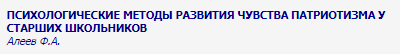 ПСИХОЛОГИЧЕСКИЕ МЕТОДЫ РАЗВИТИЯ ЧУВСТВА ПАТРИОТИЗМА У
СТАРШИХ ШКОЛЬНИКОВ
Алеев Ф.А.